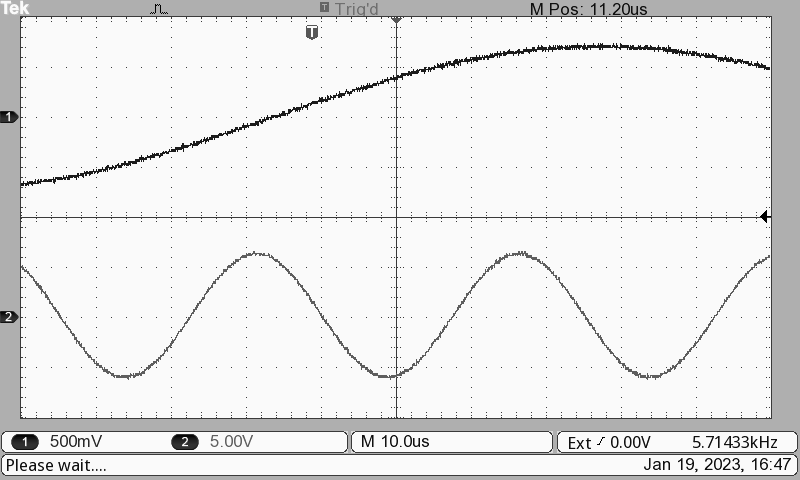 Tek T Trig'd M Pos: 11.20us
T
1
2
1 500mV 2 5.00V M 10.0us Ext 0.00V 5.71433kHz
Please wait.... Jan 19, 2023, 16:47